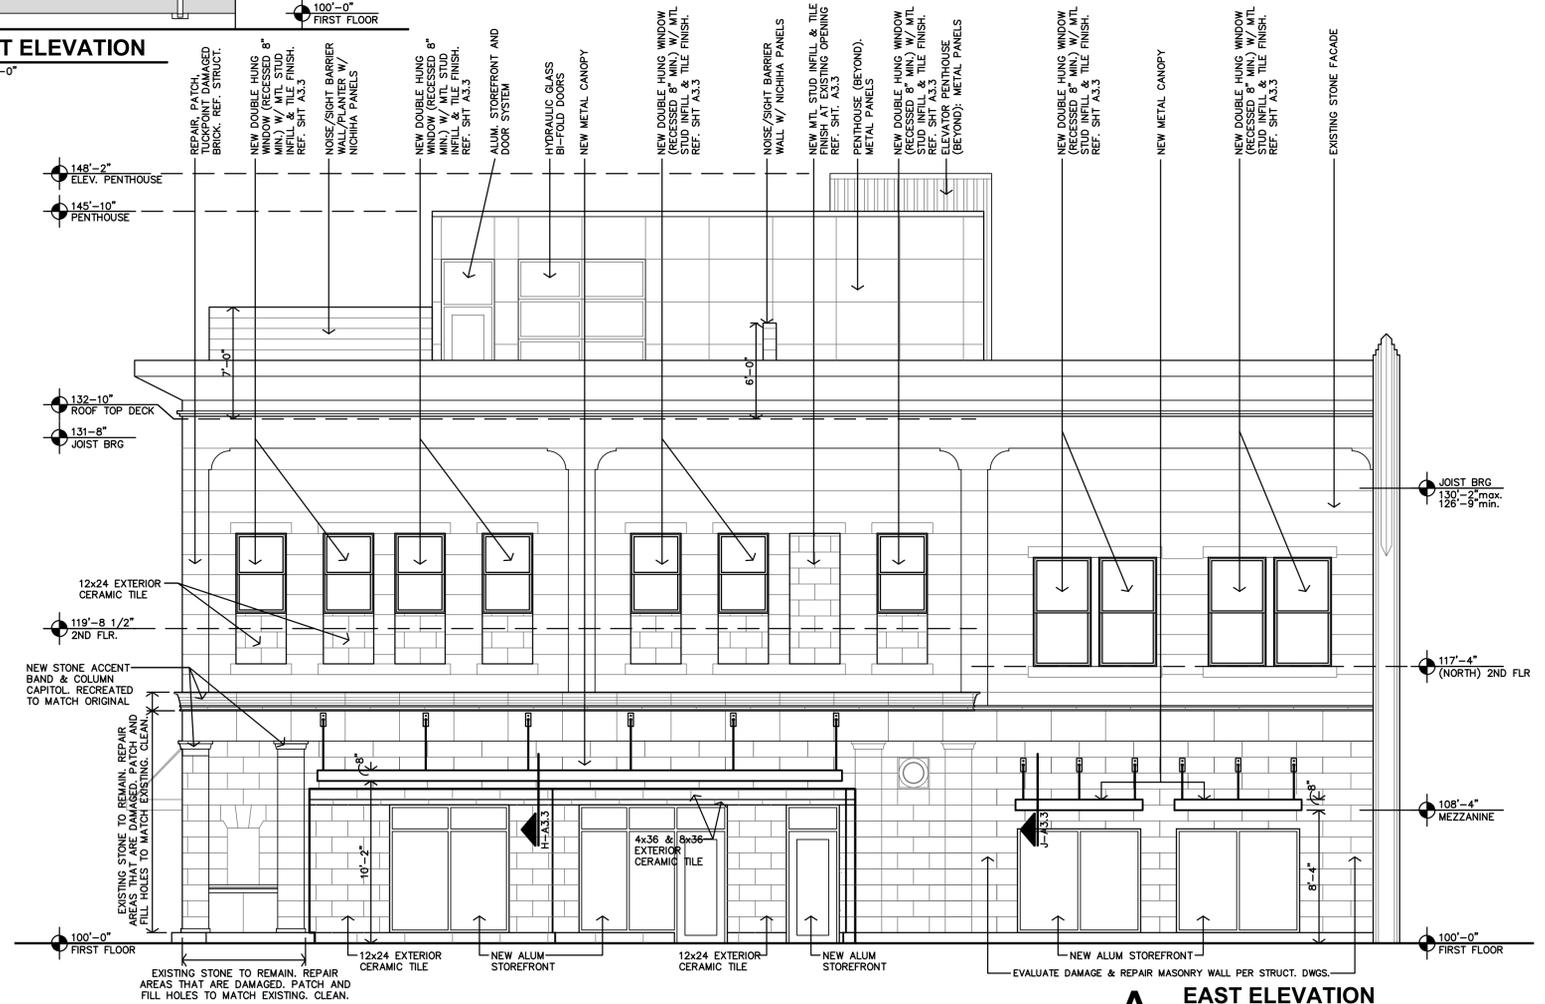 100'-0"
FIRST FLOOR
T ELEVATION
-0"
REPAIR, PATCH,
TUCKPOINT DAMAGED
BRICK. REF. STRUCT.
NEW DOUBLE HUNG
WINDOW (RECESSED 8"
MIN.) W/ MTL STUD
INFILL & TILE FINISH.
REF. SHT A3.3
NOISE/SIGHT BARRIER
WALL/PLANTER W/
NICHIHA PANELS
NEW DOUBLE HUNG
WINDOW (RECESSED 8"
MIN.) W/ MTL STUD
INFILL & TILE FINISH.
REF. SHT A3.3
ALUM. STOREFRONT AND
DOOR SYSTEM
HYDRAULIC GLASS
BI-FOLD DOORS
NEW METAL CANOPY
NEW DOUBLE HUNG WINDOW
(RECESSED 8" MIN.) W/ MTL
STUD INFILL & TILE FINISH.
REF. SHT A3.3
NOISE/SIGHT BARRIER
WALL W/ NICHIHA PANELS
NEW MTL STUD INFILL & TILE
FINISH AT EXISTING OPENING
REF. SHT. A3.3
PENTHOUSE (BEYOND).
METAL PANELS
NEW DOUBLE HUNG WINDOW
(RECESSED 8" MIN.) W/ MTL
STUD INFILL & TILE FINISH.
REF. SHT A3.3
ELEVATOR PENTHOUSE
(BEYOND): METAL PANELS
NEW DOUBLE HUNG WINDOW
(RECESSED 8" MIN.) W/ MTL
STUD INFILL & TILE FINISH.
REF. SHT A3.3
NEW METAL CANOPY
NEW DOUBLE HUNG WINDOW
(RECESSED 8" MIN.) W/ MTL
STUD INFILL & TILE FINISH.
REF. SHT A3.3
EXISTING STONE FACADE
148'-2"
ELEV. PENTHOUSE
145'-10"
PENTHOUSE
7'-0"
6'-0"
132-10"
ROOF TOP DECK
131-8"
JOIST BRG
JOIST BRG
130'-2"max.
126'-9"min.
12x24 EXTERIOR
CERAMIC TILE
119'-8 1/2"
2ND FLR.
NEW STONE ACCENT
BAND & COLUMN
CAPITOL. RECREATED
TO MATCH ORIGINAL
117'-4"
(NORTH) 2ND FLR
EXISTING STONE TO REMAIN. REPAIR
AREAS THAT ARE DAMAGED. PATCH AND
FILL HOLES TO MATCH EXISTING. CLEAN.
8"
8"
108'-4"
MEZZANINE
H-A3.3
J-A3.3
4x36 & 8x36
EXTERIOR
CERAMIC TILE
10'-2"
8'-4"
100'-0"
FIRST FLOOR
12x24 EXTERIOR
CERAMIC TILE
NEW ALUM
STOREFRONT
12x24 EXTERIOR
CERAMIC TILE
NEW ALUM
STOREFRONT
NEW ALUM STOREFRONT
100'-0"
FIRST FLOOR
EXISTING STONE TO REMAIN. REPAIR
AREAS THAT ARE DAMAGED. PATCH AND
FILL HOLES TO MATCH EXISTING. CLEAN.
EVALUATE DAMAGE & REPAIR MASONRY WALL PER STRUCT. DWGS.
A EAST ELEVATION